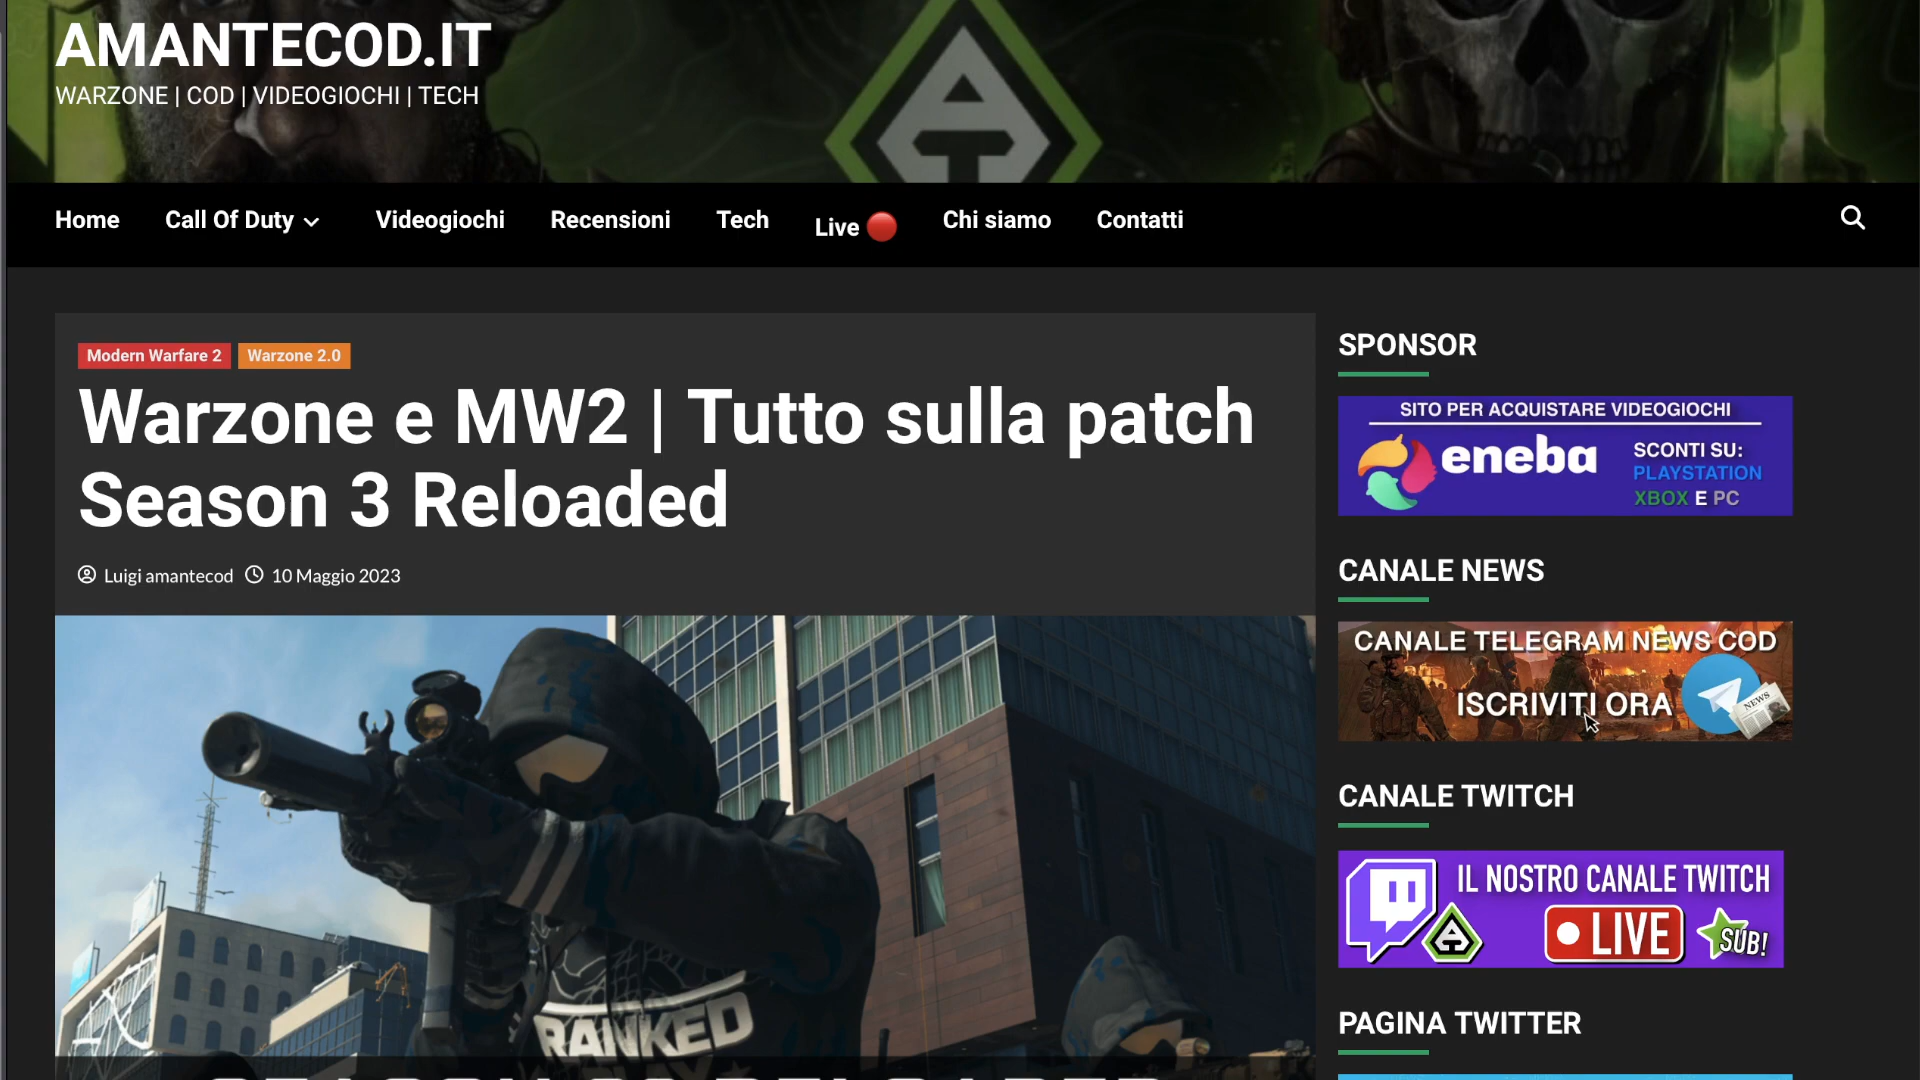 AMANTECOD.IT
WARZONE | COD | VIDEOGIOCHI | TECH
Home Call Of Duty Videogiochi Recensioni Tech Live Chi siamo Contatti
Modern Warfare 2 Warzone 2.0
Warzone e MW2 | Tutto sulla patch
Season 3 Reloaded
Luigi amantecod 10 Maggio 2023
RANKED
SPONSOR
SITO PER ACQUISTARE VIDEOGIOCHI
eneba
SCONTI SU:
PLAYSTATION
XBOX E PC
CANALE NEWS
CANALE TELEGRAM NEWS COD
ISCRIVITI ORA
NEWS
CANALE TWITCH
IL NOSTRO CANALE TWITCH
LIVE SUB!
PAGINA TWITTER